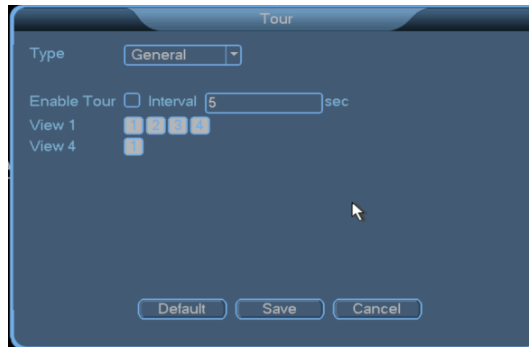 Tour
Type General
Enable Tour Interval 5 sec
View 1 1 2 3 4
View 4 1
Default Save Cancel